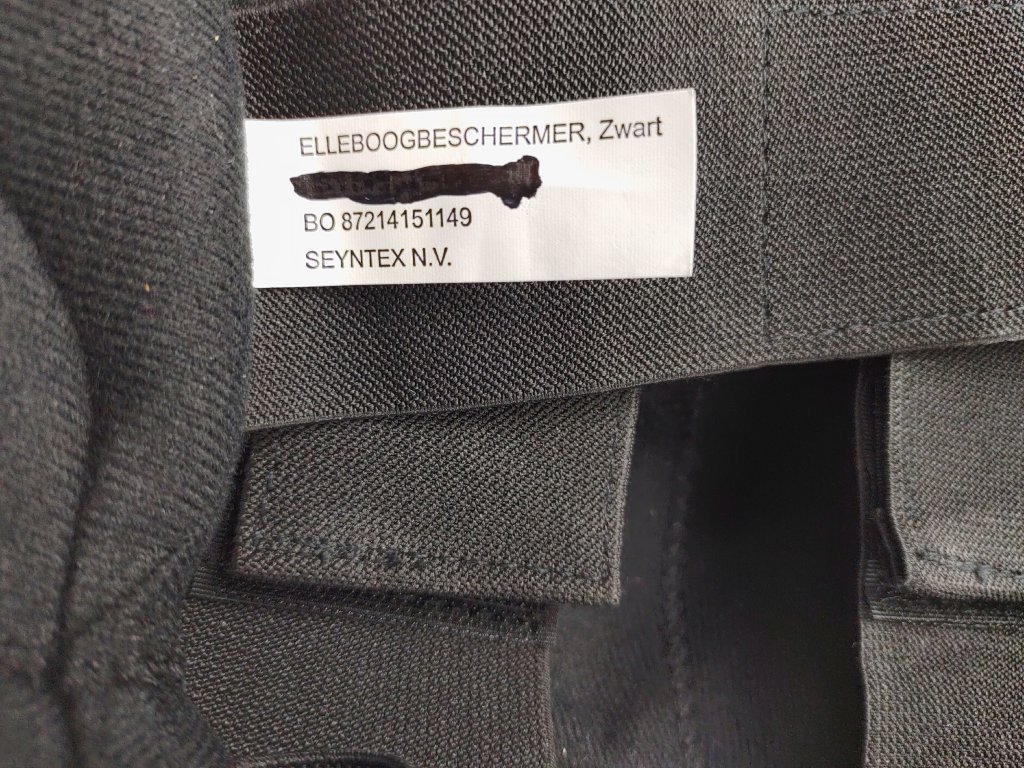 ELLEBOOGBESCHERMER, Zwart
BO 87214151149
SEYNTEX N.V.